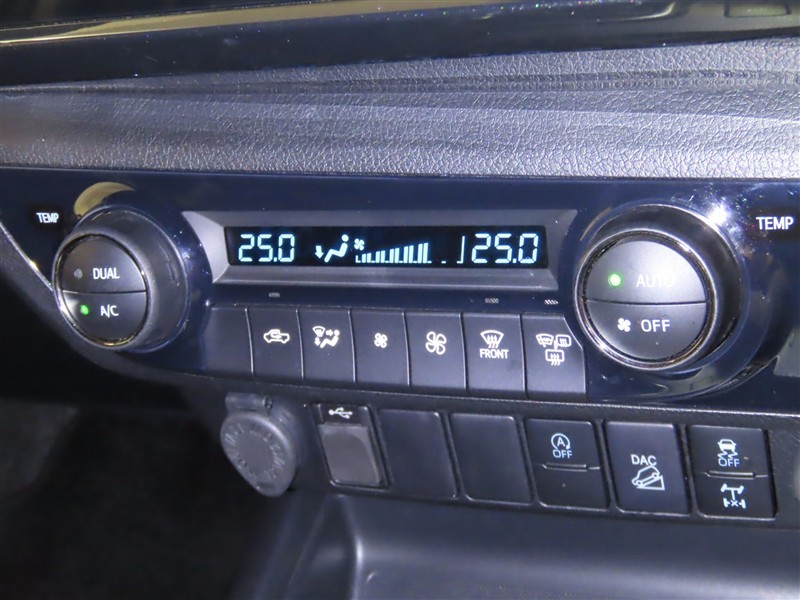 TEMP
TEMP
25.0 25.0
DUAL
A/C
AUTO
OFF
FRONT
A OFF
DAC
OFF